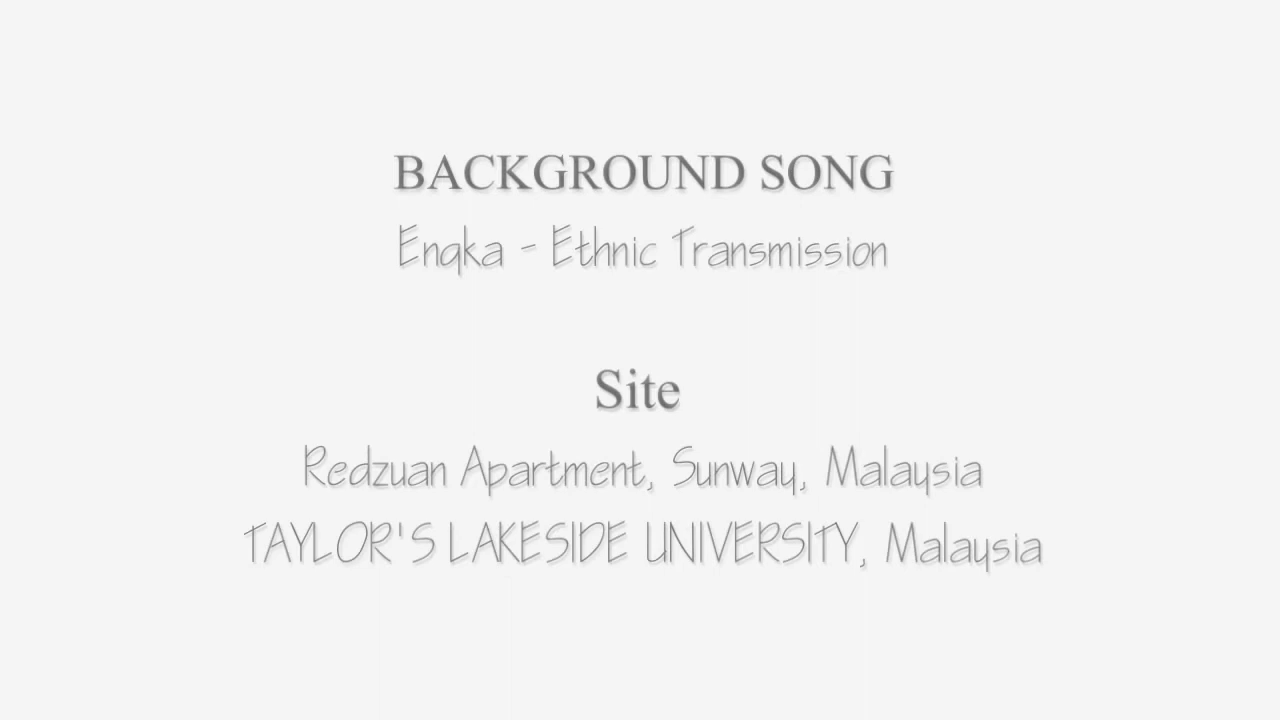 BACKGROUND SONG
Enqka - Ethnic Transmission
Site
Redzuan Apartment, Sunway, Malaysia
TAYLOR'S LAKESIDE UNIVERSITY, Malaysia